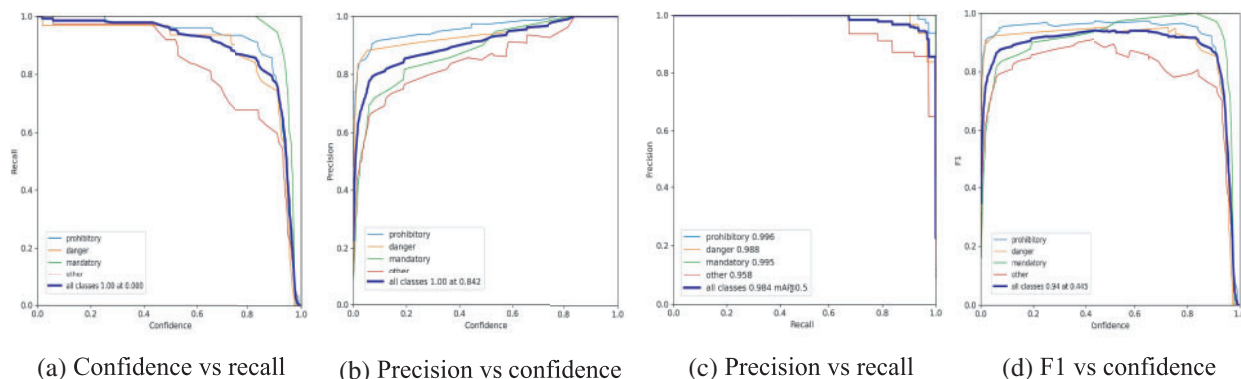 1.0
0.8
0.6
0.4
0.2
0.0
Recall
prohibitory
danger
mandatory
other
all classes 1.00 at 0.000
0.0 0.2 0.4 0.6 0.8 1.0
Confidence
(a) Confidence vs recall
1.0
0.8
0.6
0.4
0.2
0.0
Precision
prohibitory
danger
mandatory
other
all classes 1.00 at 0.842
0.0 0.2 0.4 0.6 0.8 1.0
Confidence
(b) Precision vs confidence
1.0
0.8
0.6
0.4
1.0
0.0
Precision
prohibitory 0.996
danger 0.988
mandatory 0.995
other 0.958
all classes 0.984 mAP@0.5
0.0 0.2 0.4 0.6 0.8 1.0
Recall
(c) Precision vs recall
1.0
0.8
0.6
0.4
0.2
0.0
F1
prohibitory
danger
mandatory
other
all classes 0.94 at 0.445
0.0 0.2 0.4 0.6 0.8 1.0
Confidence
(d) F1 vs confidence